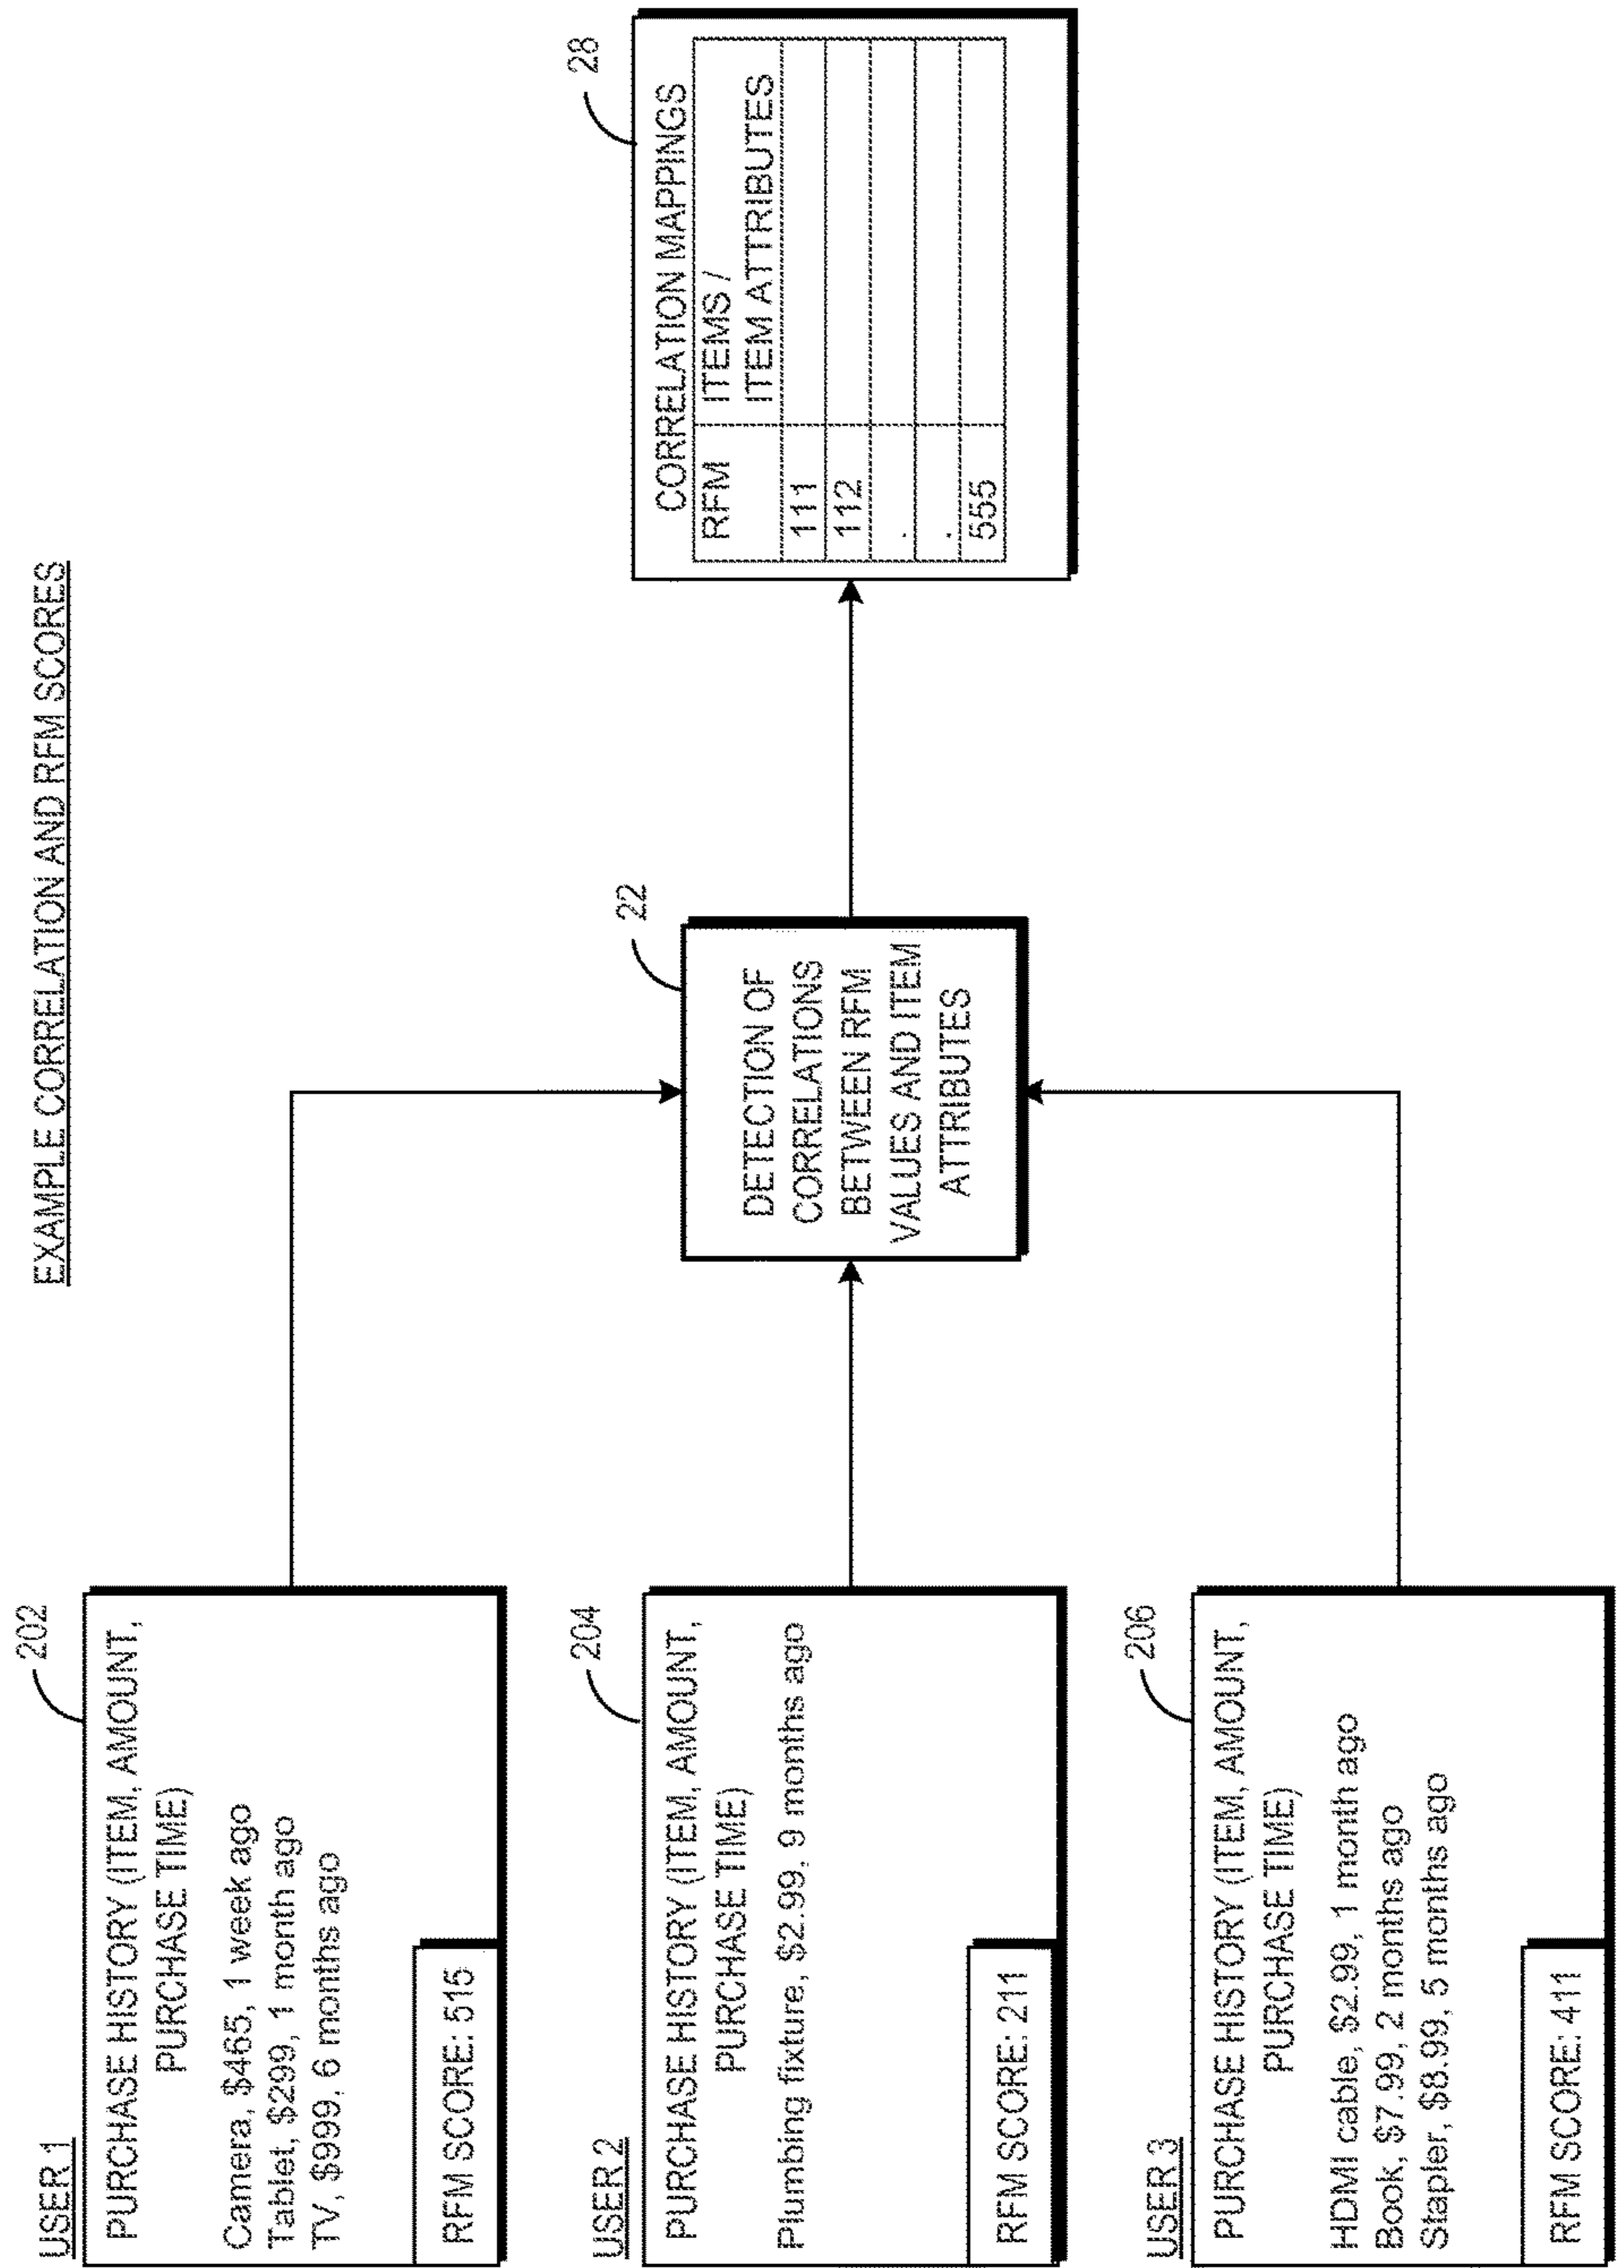 EXAMPLE CORRELATION AND RFM SCORES
USER 1
202
PURCHASE HISTORY (ITEM, AMOUNT,
PURCHASE TIME)
Camera, $465, 1 week ago
Tablet, $299, 1 month ago
TV, $999, 6 months ago
RFM SCORE: 515
USER 2
204
PURCHASE HISTORY (ITEM, AMOUNT,
PURCHASE TIME)
Plumbing fixture, $2.99, 9 months ago
RFM SCORE: 211
USER 3
206
PURCHASE HISTORY (ITEM, AMOUNT,
PURCHASE TIME)
HDMI cable, $2.99, 1 month ago
Book, $7.99, 2 months ago
Stapler, $8.99, 5 months ago
RFM SCORE: 411
22
DETECTION OF
CORRELATIONS
BETWEEN RFM
VALUES AND ITEM
ATTRIBUTES
28
CORRELATION MAPPINGS
RFM ITEMS /
ITEM ATTRIBUTES
111
112
.
.
555